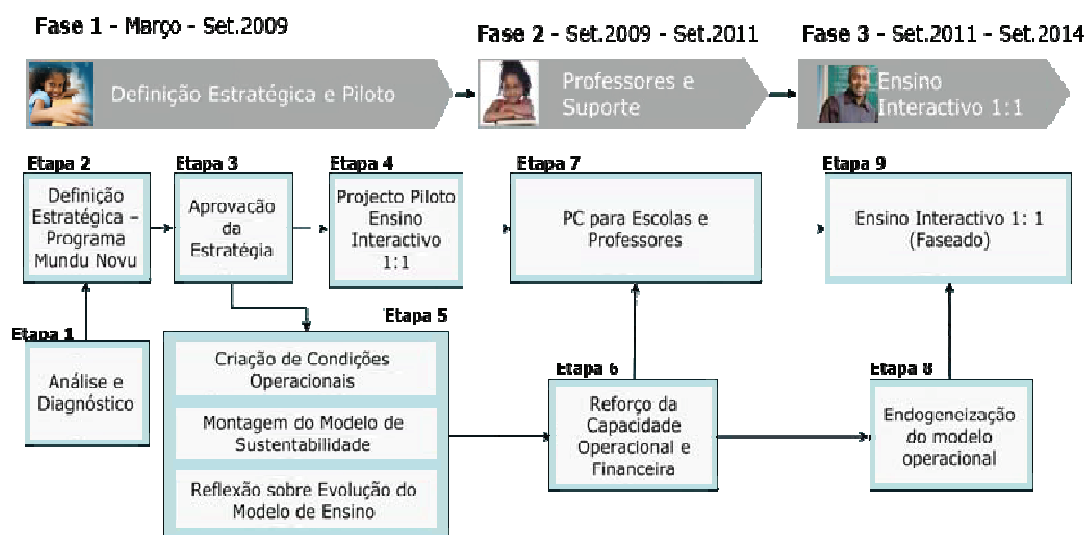 Fase 1 - Março - Set.2009
Fase 2 - Set.2009 - Set.2011
Fase 3 - Set.2011 - Set.2014
Definição Estratégica e Piloto
Professores e
Suporte
Ensino
Interactivo 1:1
Etapa 2
Definição
Estratégica –
Programa
Mundu Novu
Etapa 3
Aprovação
da
Estratégia
Etapa 4
Projecto Piloto
Ensino
Interactivo
1:1
Etapa 7
PC para Escolas e
Professores
Etapa 9
Ensino Interactivo 1: 1
(Faseado)
Etapa 1
Análise e
Diagnóstico
Etapa 5
Criação de Condições
Operacionais
Montagem do Modelo de
Sustentabilidade
Reflexão sobre Evolução do
Modelo de Ensino
Etapa 6
Reforço da
Capacidade
Operacional e
Financeira
Etapa 8
Endogeneização
do modelo
operacional